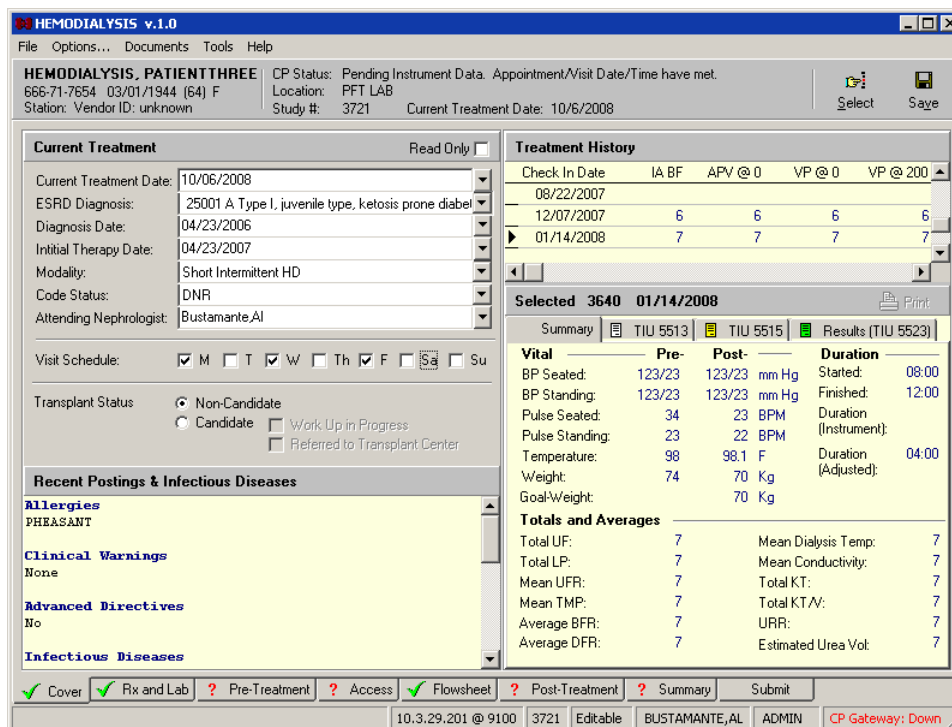 HEMODIALYSIS v.1.0
File Options... Documents Tools Help
HEMODIALYSIS, PATIENTTHREE
666-71-7654 03/01/1944 (64) F
Station: Vendor ID: unknown
CP Status: Pending Instrument Data. Appointment/Visit Date/Time have met.
Location: PFT LAB
Study #: 3721 Current Treatment Date: 10/6/2008
Select Save
Current Treatment Read Only
Current Treatment Date: 10/06/2008
ESRD Diagnosis: 25001 A Type I, juvenile type, ketosis prone diabet
Diagnosis Date: 04/23/2006
Intitial Therapy Date: 04/23/2007
Modality: Short Intermittent HD
Code Status: DNR
Attending Nephrologist: Bustamante,Al
Visit Schedule: M T W Th F Sa Su
Transplant Status Non-Candidate
Candidate Work Up in Progress
Referred to Transplant Center
Recent Postings & Infectious Diseases
Allergies
PHEASANT
Clinical Warnings
None
Advanced Directives
No
Infectious Diseases
Treatment History
Check In Date IA BF APV @ 0 VP @ 0 VP @ 200
08/22/2007
12/07/2007 6 6 6 6
01/14/2008 7 7 7 7
Selected 3640 01/14/2008 Print
Summary TIU 5513 TIU 5515 Results (TIU 5523)
Vital Pre- Post- Duration
BP Seated: 123/23 123/23 mm Hg Started: 08:00
BP Standing: 123/23 123/23 mm Hg Finished: 12:00
Pulse Seated: 34 23 BPM Duration (Instrument):
Pulse Standing: 23 22 BPM
Temperature: 98 98.1 F Duration (Adjusted): 04:00
Weight: 74 70 Kg
Goal-Weight: 70 Kg
Totals and Averages
Total UF: 7 Mean Dialysis Temp: 7
Total LP: 7 Mean Conductivity: 7
Mean UFR: 7 Total KT: 7
Mean TMP: 7 Total KT/V: 7
Average BFR: 7 URR: 7
Average DFR: 7 Estimated Urea Vol: 7
Cover Rx and Lab ? Pre-Treatment ? Access Flowsheet ? Post-Treatment ? Summary Submit
10.3.29.201 @ 9100 3721 Editable BUSTAMANTE,AL ADMIN CP Gateway: Down